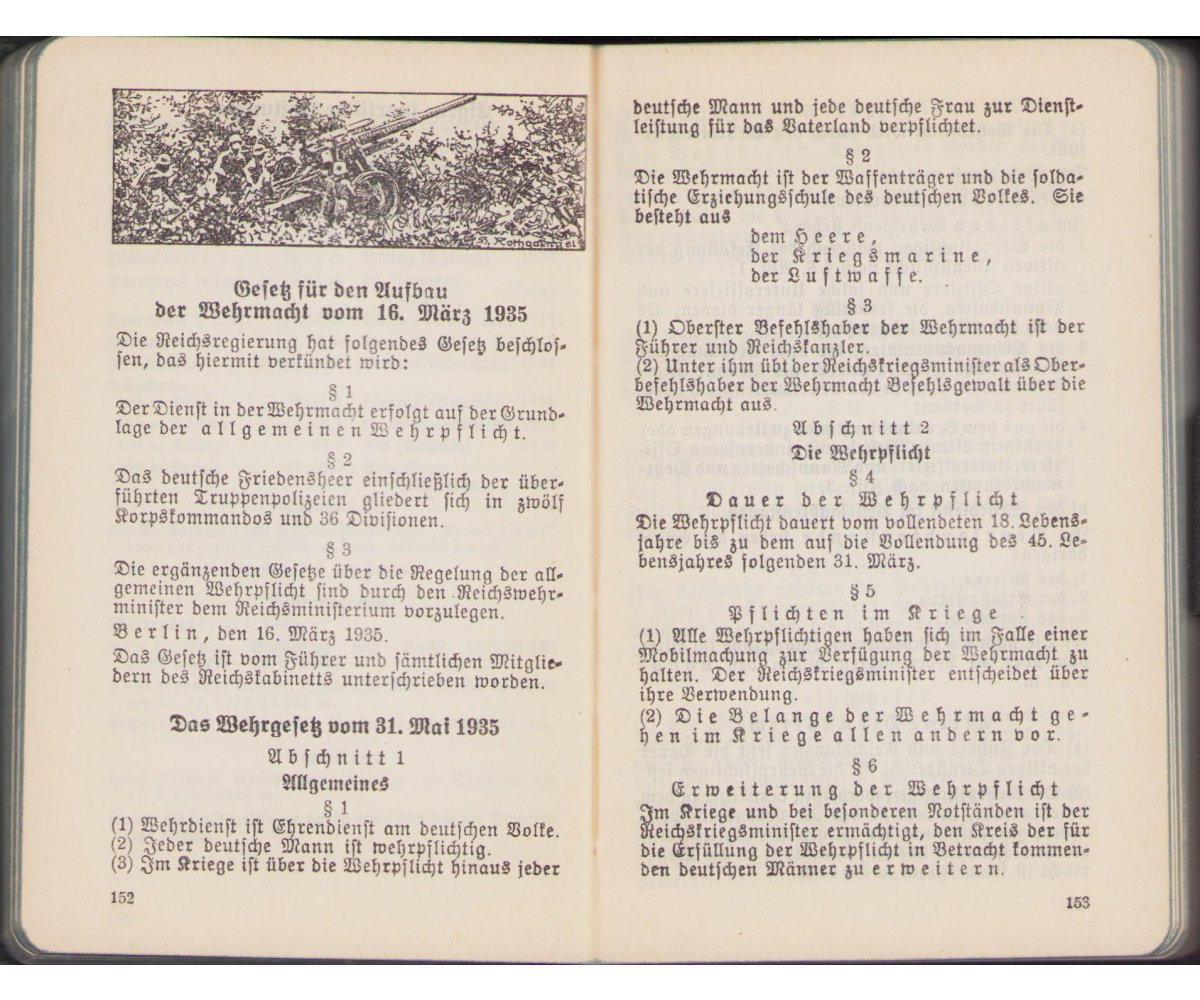 Gesetz für den Aufbau
der Wehrmacht vom 16. März 1935
Die Reichsregierung hat folgendes Gesetz beschlos-
sen, das hiermit verkündet wird:
§ 1
Der Dienst in der Wehrmacht erfolgt auf der Grund-
lage der allgemeinen Wehrpflicht.
§ 2
Das deutsche Friedensheer einschließlich der über-
führten Truppenpolizeien gliedert sich in zwölf
Korpskommandos und 36 Divisionen.
§ 3
Die ergänzenden Gesetze über die Regelung der all-
gemeinen Wehrpflicht sind durch den Reichswehr-
minister dem Reichsministerium vorzulegen.
Berlin, den 16. März 1935.
Das Gesetz ist vom Führer und sämtlichen Mitglie-
dern des Reichskabinetts unterschrieben worden.
Das Wehrgesetz vom 31. Mai 1935
Abschnitt 1
Allgemeines
§ 1
(1) Wehrdienst ist Ehrendienst am deutschen Volke.
(2) Jeder deutsche Mann ist wehrpflichtig.
(3) Im Kriege ist über die Wehrpflicht hinaus jeder
152
deutsche Mann und jede deutsche Frau zur Dienst-
leistung für das Vaterland verpflichtet.
§ 2
Die Wehrmacht ist der Waffenträger und die solda-
tische Erziehungsschule des deutschen Volkes. Sie
besteht aus
dem Heere,
der Kriegsmarine,
der Luftwaffe.
§ 3
(1) Oberster Befehlshaber der Wehrmacht ist der
Führer und Reichskanzler.
(2) Unter ihm übt der Reichskriegsminister als Ober-
befehlshaber der Wehrmacht Befehlsgewalt über die
Wehrmacht aus.
Abschnitt 2
Die Wehrpflicht
§ 4
Dauer der Wehrpflicht
Die Wehrpflicht dauert vom vollendeten 18. Lebens-
jahre bis zu dem auf die Vollendung des 45. Le-
bensjahres folgenden 31. März.
§ 5
Pflichten im Kriege
(1) Alle Wehrpflichtigen haben sich im Falle einer
Mobilmachung zur Verfügung der Wehrmacht zu
halten. Der Reichskriegsminister entscheidet über
ihre Verwendung.
(2) Die Belange der Wehrmacht ge-
hen im Kriege allen andern vor.
§ 6
Erweiterung der Wehrpflicht
Im Kriege und bei besonderen Notständen ist der
Reichskriegsminister ermächtigt, den Kreis der für
die Erfüllung der Wehrpflicht in Betracht kommen-
den deutschen Männer zu erweitern.
153